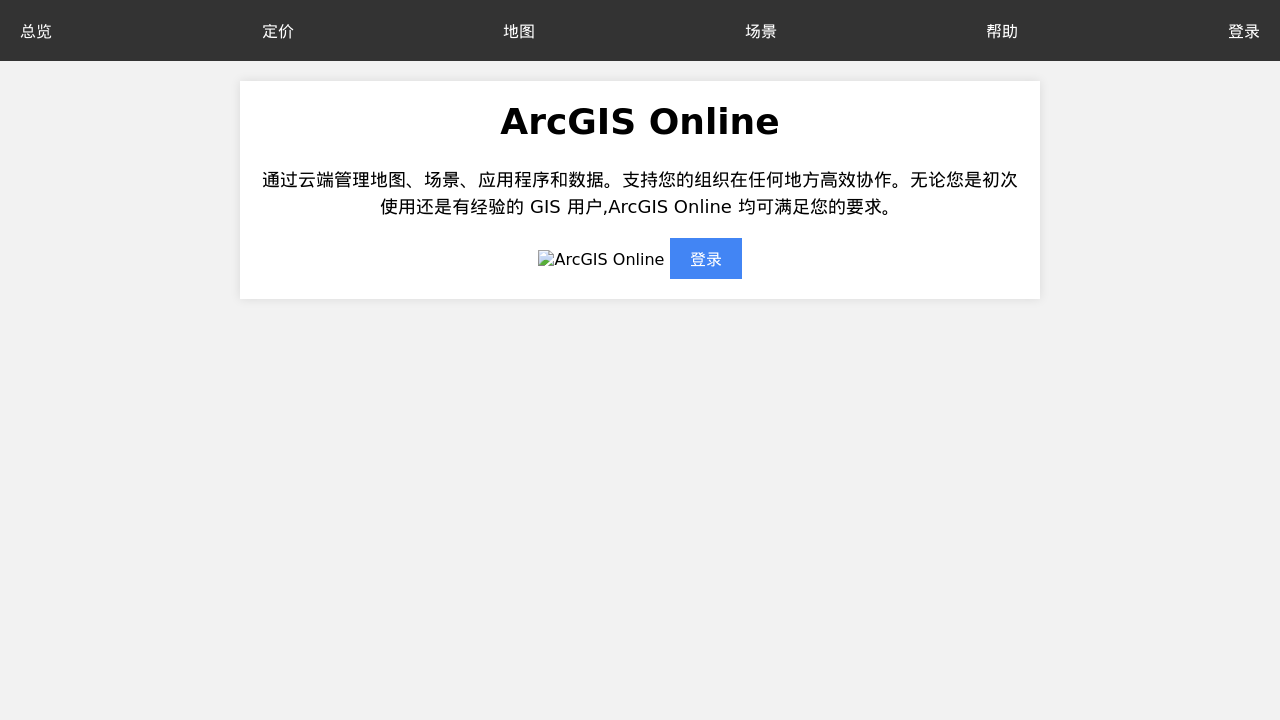 总览 定价 地图 场景 帮助 登录
ArcGIS Online
通过云端管理地图、场景、应用程序和数据。支持您的组织在任何地方高效协作。无论您是初次
使用还是有经验的 GIS 用户,ArcGIS Online 均可满足您的要求。
ArcGIS Online 登录